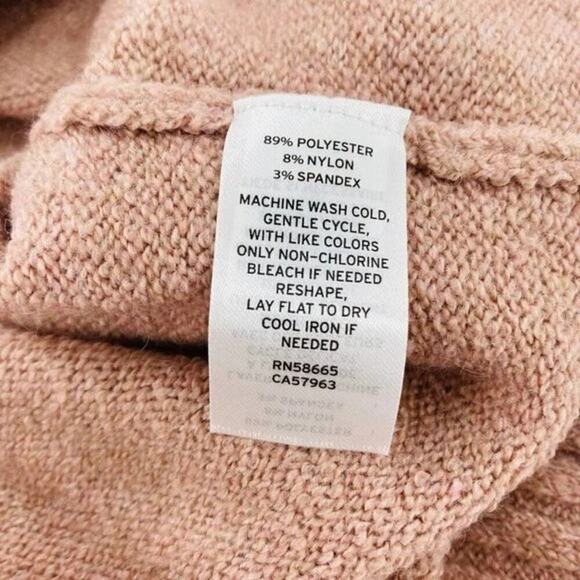 89% POLYESTER
8% NYLON
3% SPANDEX
MACHINE WASH COLD,
GENTLE CYCLE,
WITH LIKE COLORS
ONLY NON-CHLORINE
BLEACH IF NEEDED
RESHAPE,
LAY FLAT TO DRY
COOL IRON IF
NEEDED
RN58665
CA57963